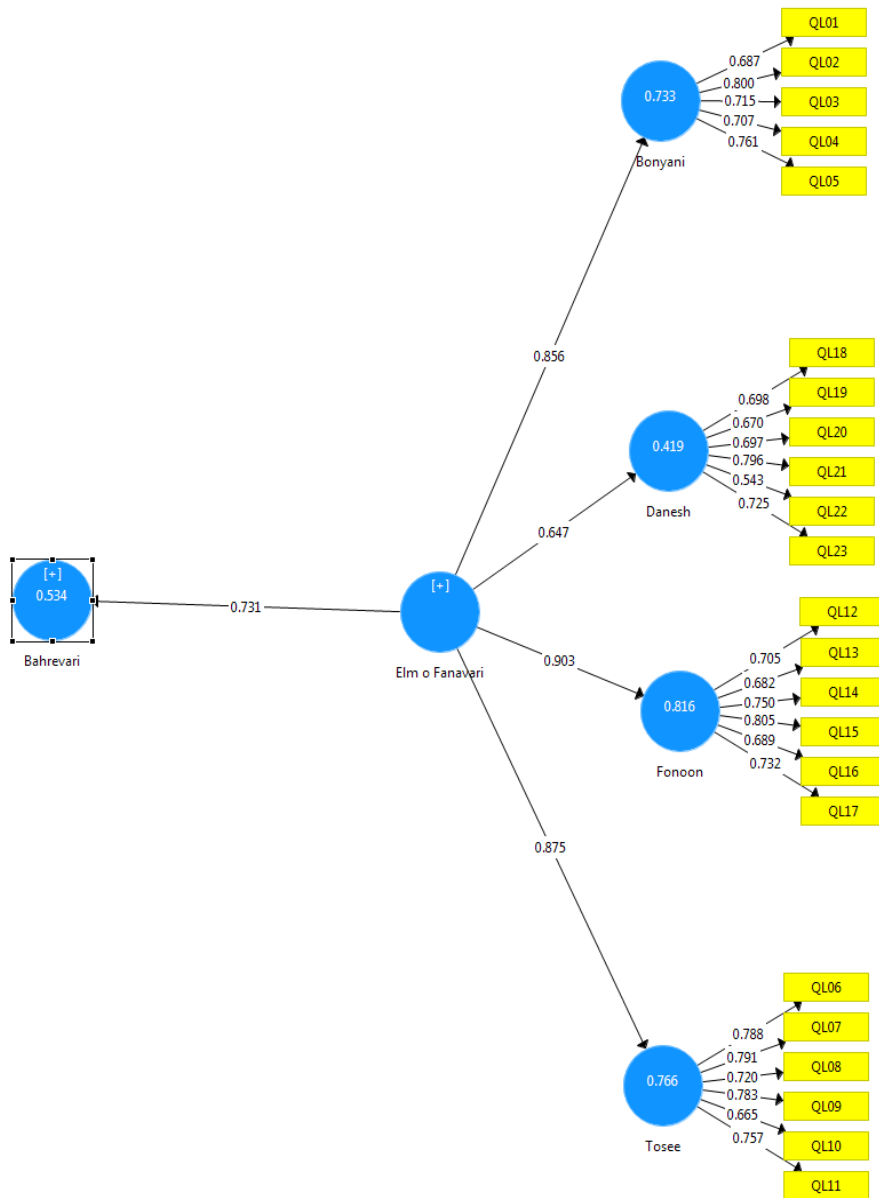 QL01
0.687
QL02
0.800
0.733
0.715
QL03
0.707
QL04
0.761
Bonyani
QL05
0.856
QL18
0.698
QL19
0.670
QL20
0.419
0.697
0.796
QL21
0.543
QL22
0.725
Danesh
QL23
0.647
[+]
0.534
Bahrevari
0.731
[+]
Elm o Fanavari
0.903
QL12
0.705
QL13
0.682
QL14
0.816
0.750
0.805
QL15
0.689
QL16
0.732
Fonoon
QL17
0.875
QL06
0.788
QL07
0.791
QL08
0.766
0.720
0.783
QL09
0.665
QL10
0.757
Tosee
QL11